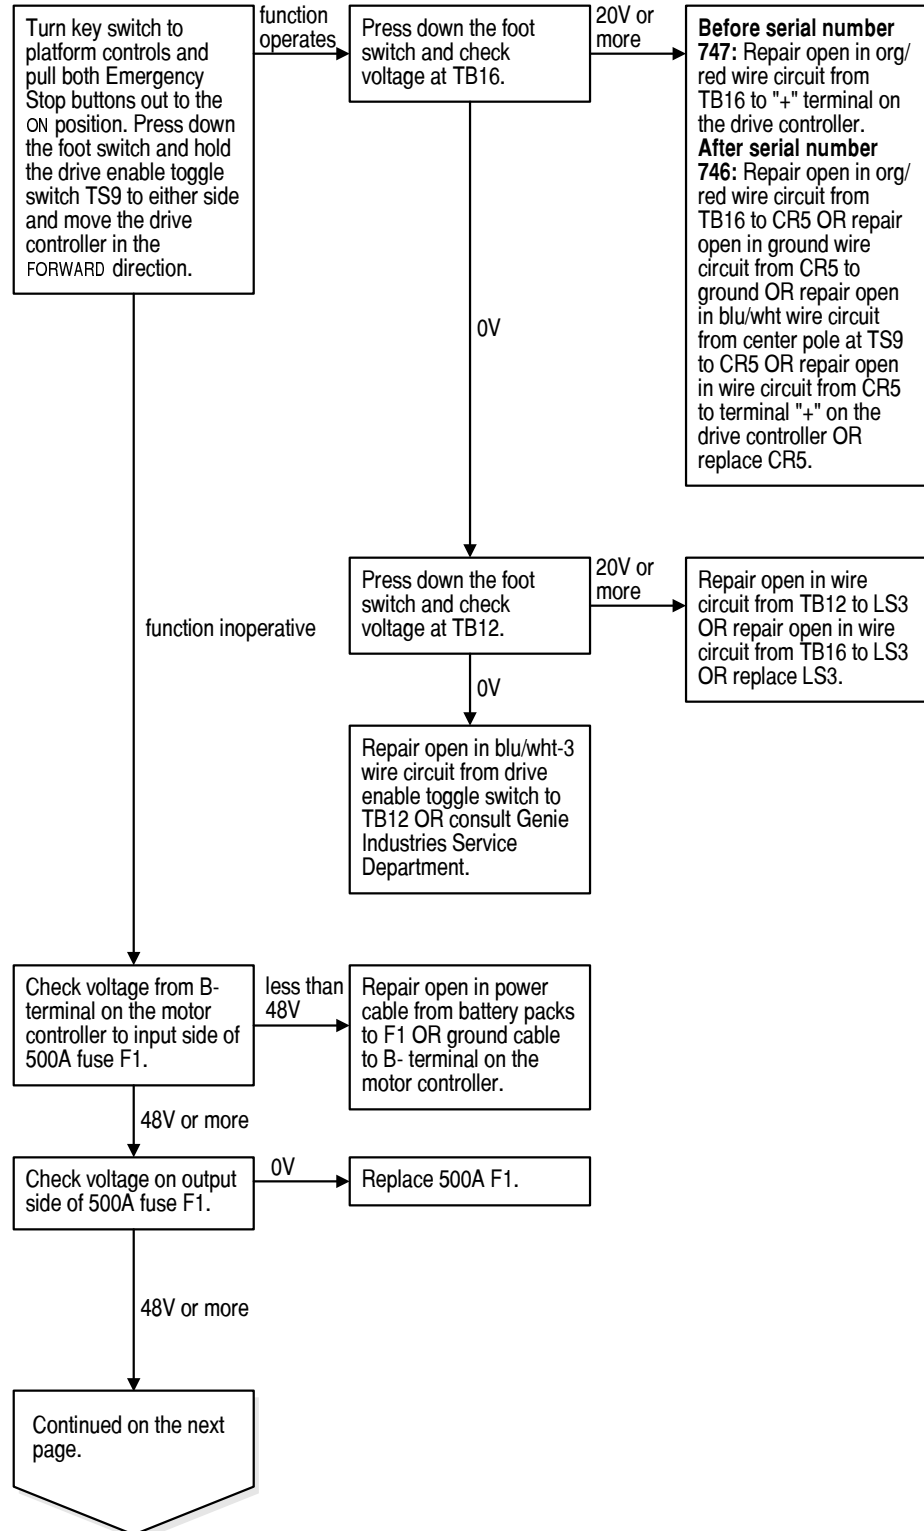 Turn key switch to
platform controls and
pull both Emergency
Stop buttons out to the
ON position. Press down
the foot switch and hold
the drive enable toggle
switch TS9 to either side
and move the drive
controller in the
FORWARD direction.
function
operates
Press down the foot
switch and check
voltage at TB16.
20V or
more
Before serial number
747: Repair open in org/
red wire circuit from
TB16 to "+" terminal on
the drive controller.
After serial number
746: Repair open in org/
red wire circuit from
TB16 to CR5 OR repair
open in ground wire
circuit from CR5 to
ground OR repair open
in blu/wht wire circuit
from center pole at TS9
to CR5 OR repair open
in wire circuit from CR5
to terminal "+" on the
drive controller OR
replace CR5.
0V
function inoperative
Press down the foot
switch and check
voltage at TB12.
20V or
more
Repair open in wire
circuit from TB12 to LS3
OR repair open in wire
circuit from TB16 to LS3
OR replace LS3.
0V
Repair open in blu/wht-3
wire circuit from drive
enable toggle switch to
TB12 OR consult Genie
Industries Service
Department.
Check voltage from B-
terminal on the motor
controller to input side of
500A fuse F1.
less than
48V
Repair open in power
cable from battery packs
to F1 OR ground cable
to B- terminal on the
motor controller.
48V or more
Check voltage on output
side of 500A fuse F1.
0V
Replace 500A F1.
48V or more
Continued on the next
page.